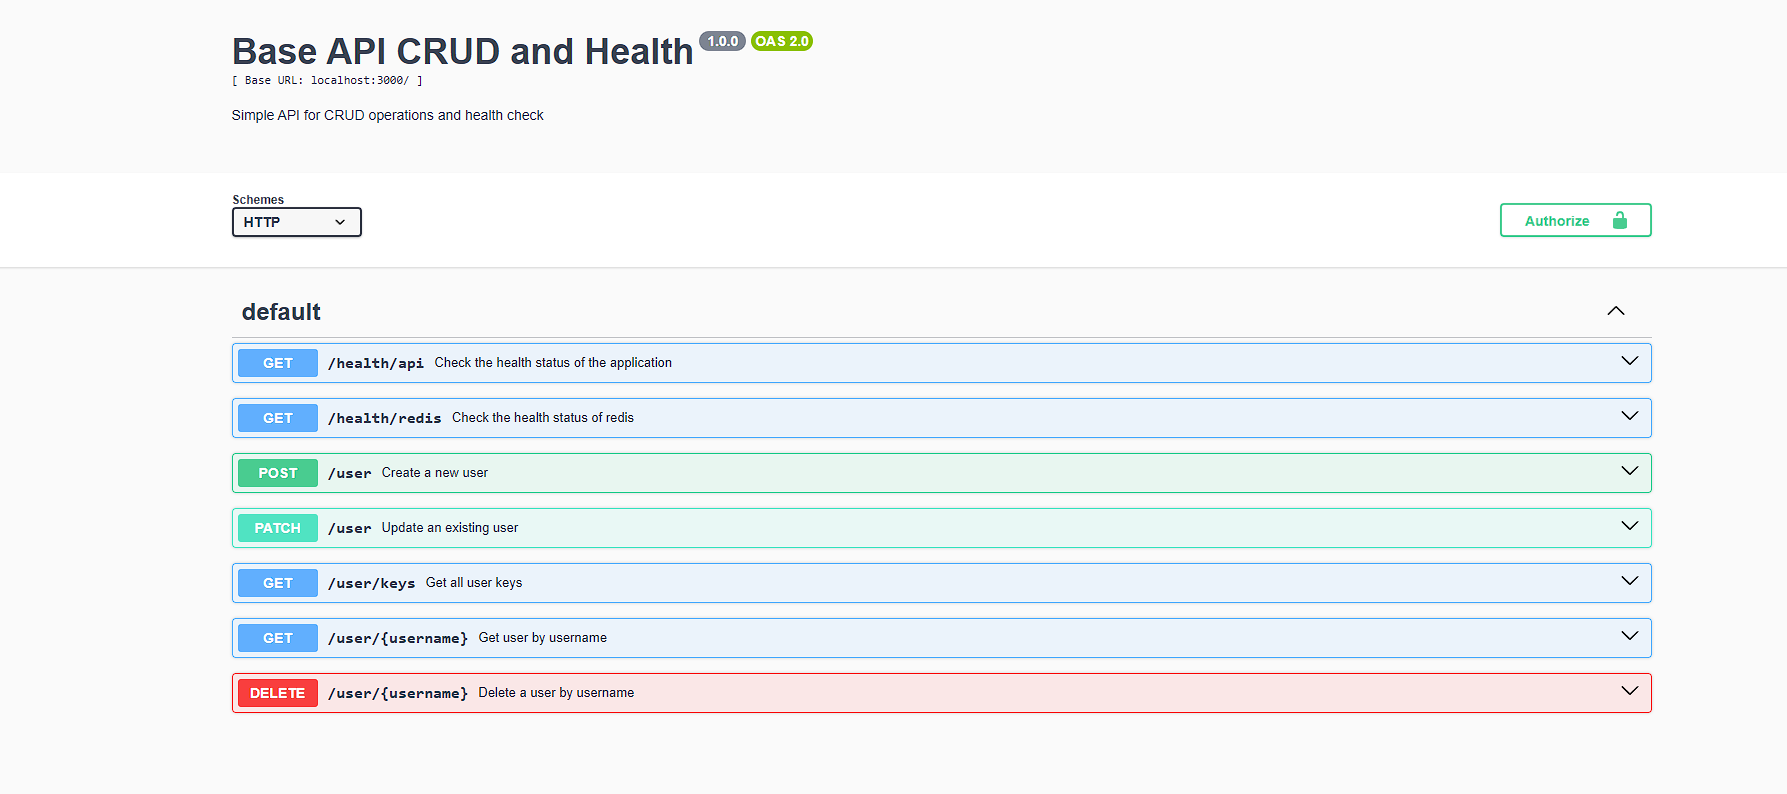 Base API CRUD and Health 1.0.0 OAS 2.0
[ Base URL: localhost:3000/ ]
Simple API for CRUD operations and health check
Schemes
HTTP
Authorize
default
GET /health/api Check the health status of the application
GET /health/redis Check the health status of redis
POST /user Create a new user
PATCH /user Update an existing user
GET /user/keys Get all user keys
GET /user/{username} Get user by username
DELETE /user/{username} Delete a user by username